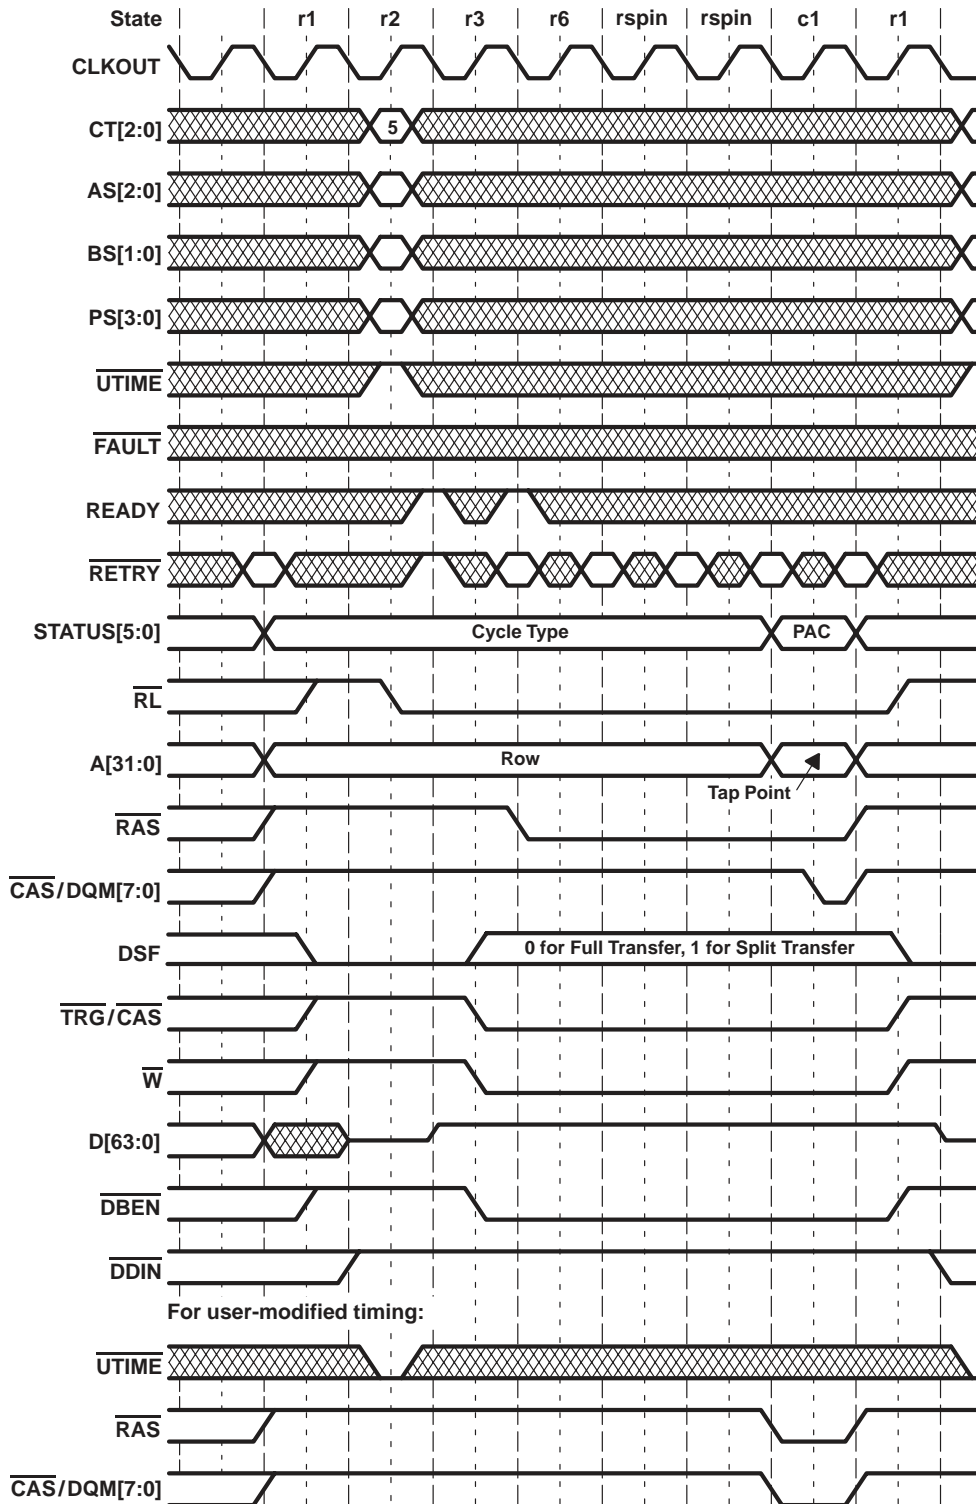 State r1 r2 r3 r6 rspin rspin c1 r1
CLKOUT
CT[2:0] 5
AS[2:0]
BS[1:0]
PS[3:0]
UTIME
FAULT
READY
RETRY
STATUS[5:0] Cycle Type PAC
RL
A[31:0] Row
Tap Point
RAS
CAS/DQM[7:0]
DSF 0 for Full Transfer, 1 for Split Transfer
TRG/CAS
W
D[63:0]
DBEN
DDIN
For user-modified timing:
UTIME
RAS
CAS/DQM[7:0]